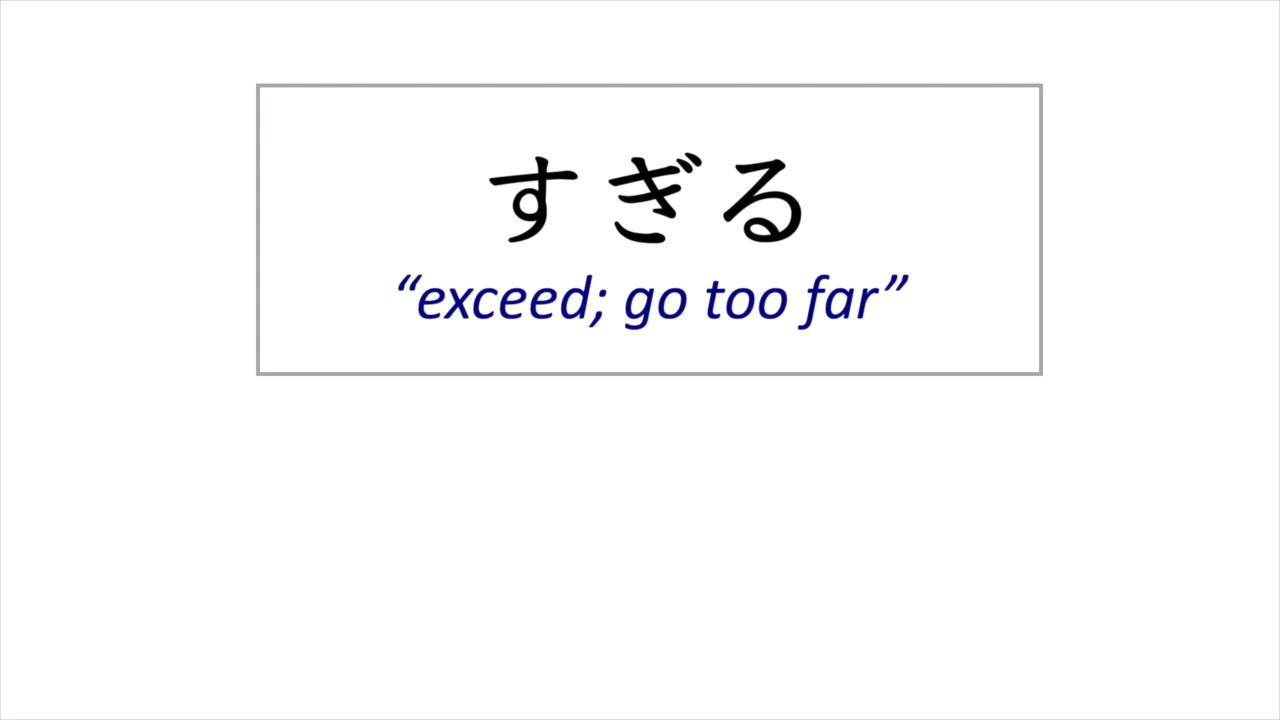 すぎる
“exceed; go too far”